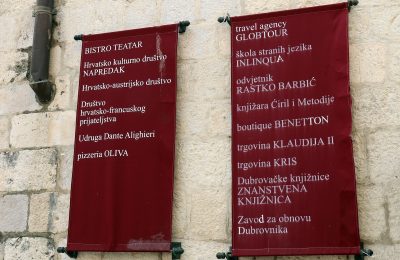 BISTRO TEATAR
Hrvatsko kulturno društvo
NAPREDAK
Hrvatsko-austrijsko društvo
Društvo
hrvatsko-francuskog
prijateljstva
Udruga Dante Alighieri
pizzeria OLIVA
travel agency
GLOBTOUR
škola stranih jezika
INLINQUA
odvjetnik
RASTKO BARBIĆ
knjižara Ćiril i Metodije
boutique BENETTON
trgovina KLAUDIJA II
trgovina KRIS
Dubrovačke knjižnice
ZNANSTVENA
KNJIŽNICA
Zavod za obnovu
Dubrovnika